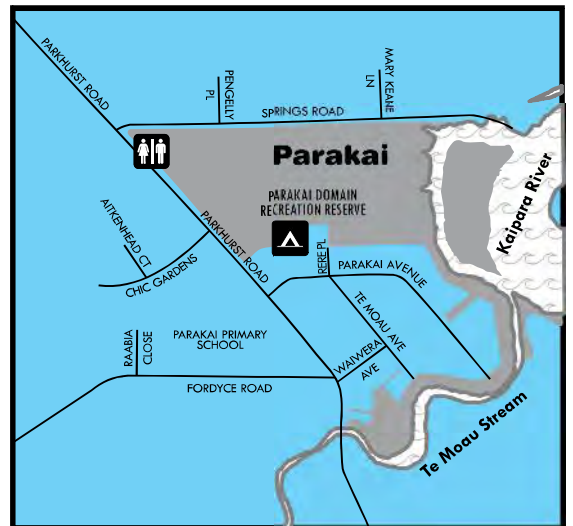 PARKHURST ROAD
PENGELLY
PL
MARY KEANE
LN
SPRINGS ROAD
Parakai
PARAKAI DOMAIN
RECREATION RESERVE
Kaipara River
AITKENHEAD CT
CHIC GARDENS
PARKHURST ROAD
RERE PL
PARAKAI AVENUE
TE MOAU AVE
RAABIA
CLOSE
PARAKAI PRIMARY
SCHOOL
WAIWERA
AVE
FORDYCE ROAD
Te Moau Stream